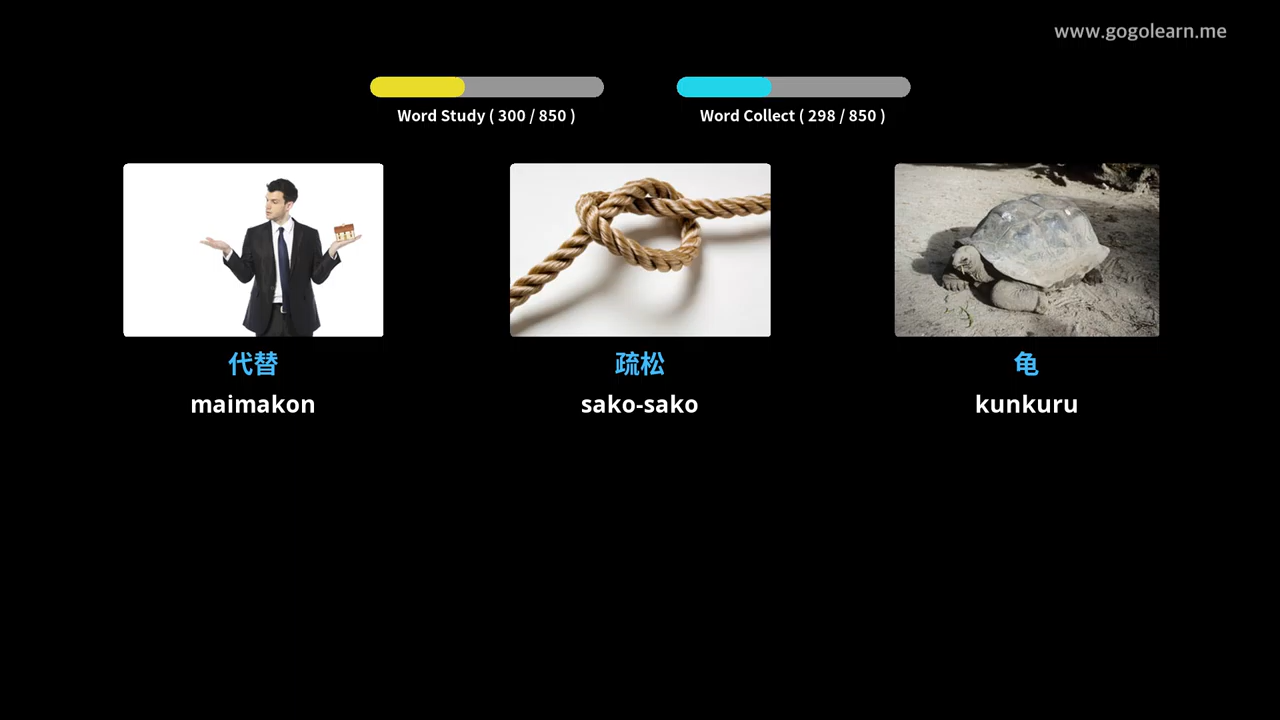 www.gogolearn.me
Word Study ( 300 / 850 )
Word Collect ( 298 / 850 )
代替
疏松
龟
maimakon
sako-sako
kunkuru